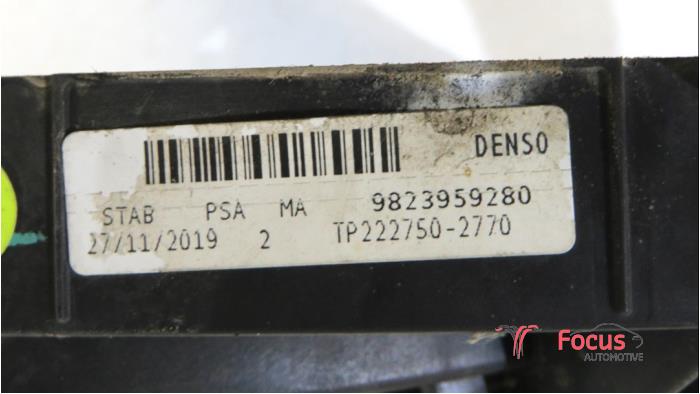 DENSO
STAB PSA MA 9823959280
27/11/2019 2 TP222750-2770
Focus
AUTOMOTIVE